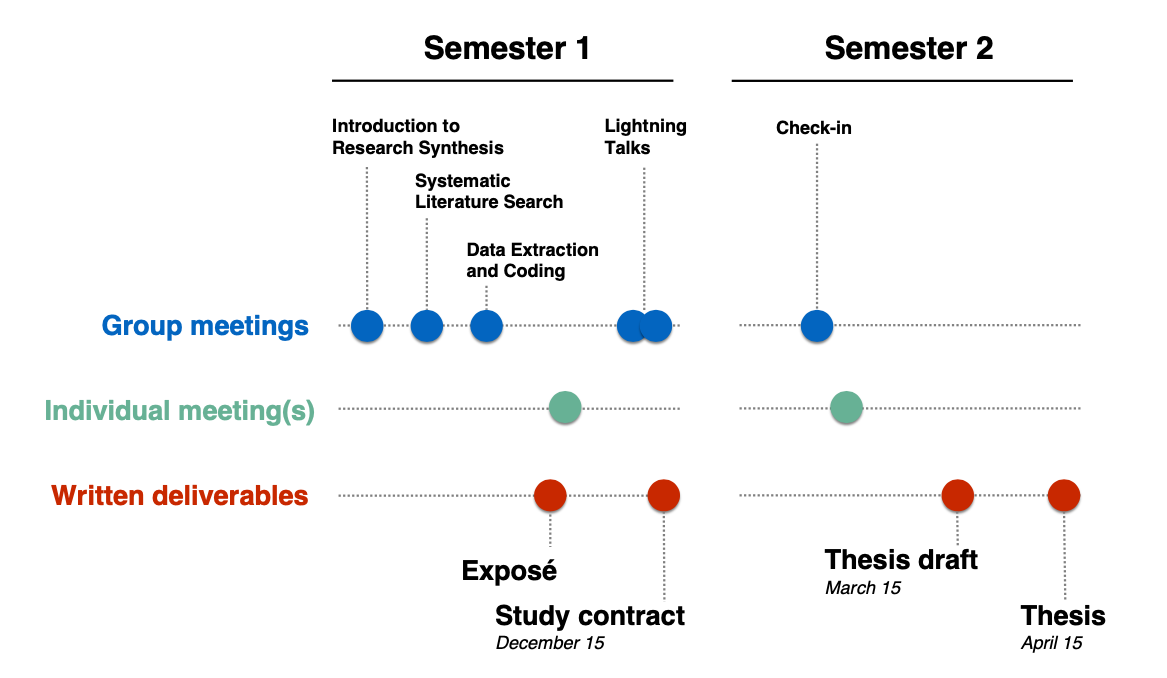 Semester 1
Semester 2
Introduction to
Research Synthesis
Lightning
Talks
Check-in
Systematic
Literature Search
Data Extraction
and Coding
Group meetings
Individual meeting(s)
Written deliverables
Exposé
Study contract
December 15
Thesis draft
March 15
Thesis
April 15